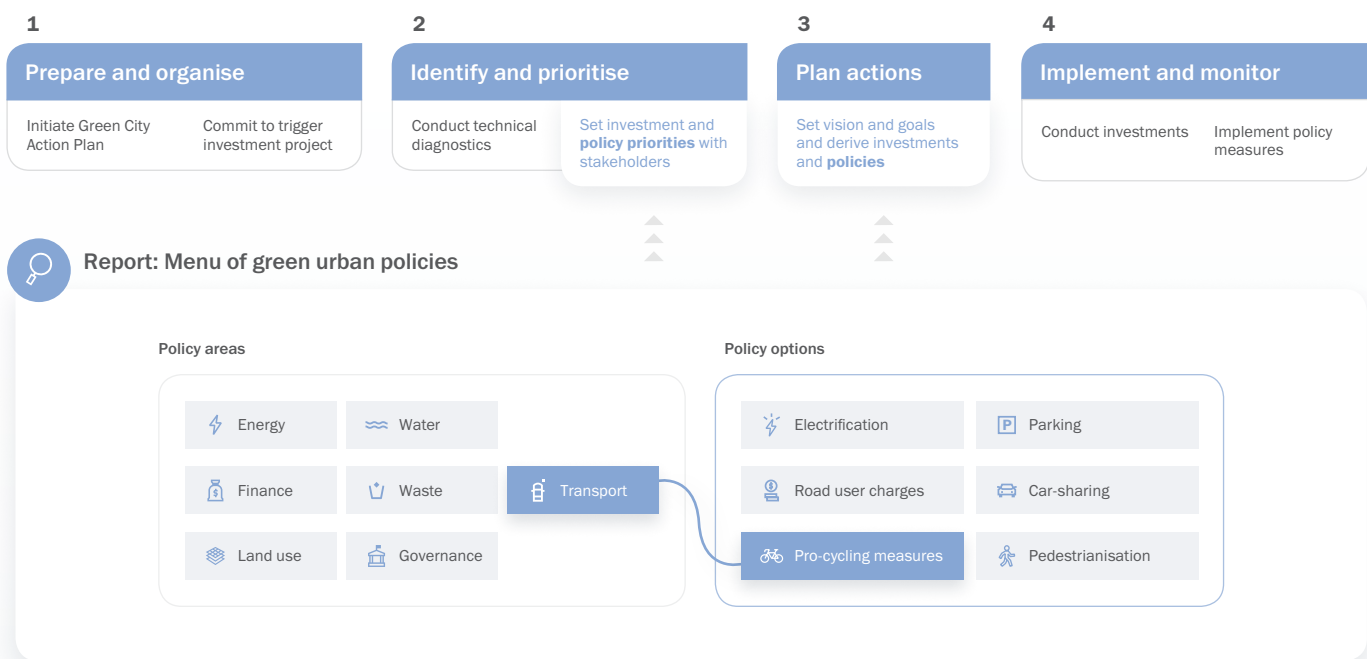 1
Prepare and organise
Initiate Green City
Action Plan
Commit to trigger
investment project
2
Identify and prioritise
Conduct technical
diagnostics
Set investment and
policy priorities with
stakeholders
3
Plan actions
Set vision and goals
and derive investments
and policies
4
Implement and monitor
Conduct investments
Implement policy
measures
Report: Menu of green urban policies
Policy areas
Energy
Water
Finance
Waste
Transport
Land use
Governance
Policy options
Electrification
P
Parking
Road user charges
Car-sharing
Pro-cycling measures
Pedestrianisation